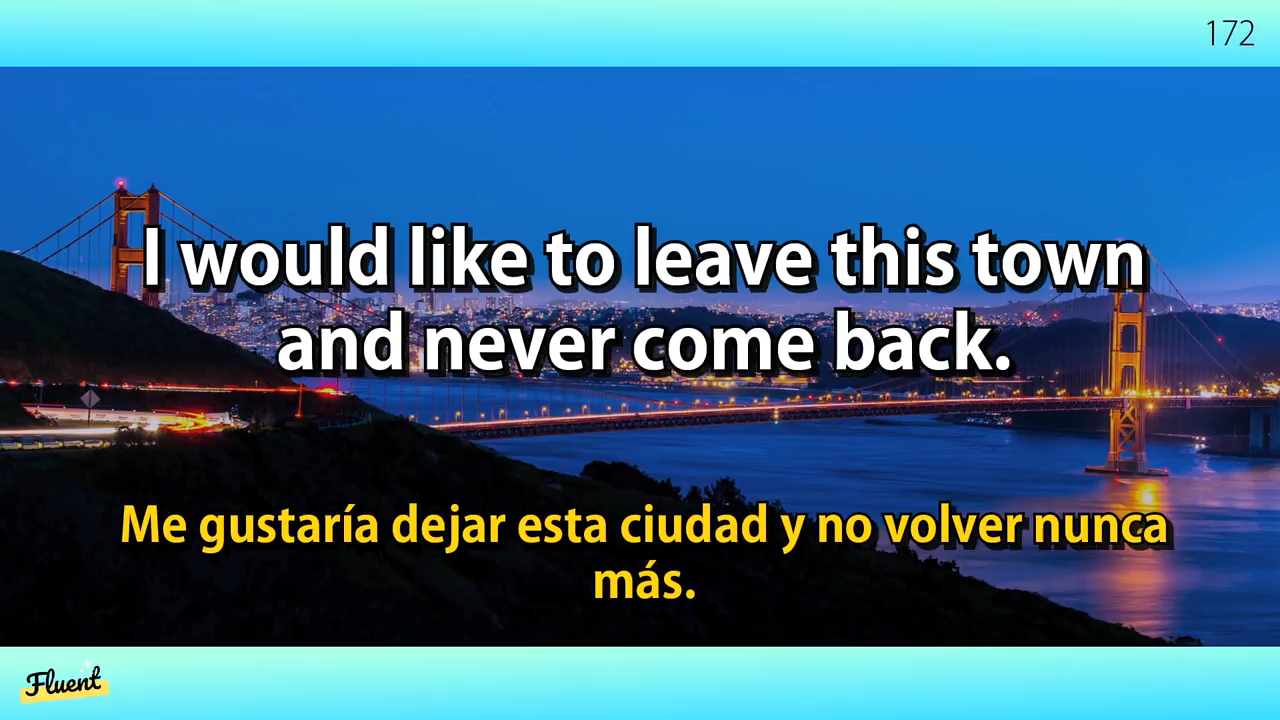 172
I would like to leave this town
and never come back.
Me gustaría dejar esta ciudad y no volver nunca
más.
Fluent